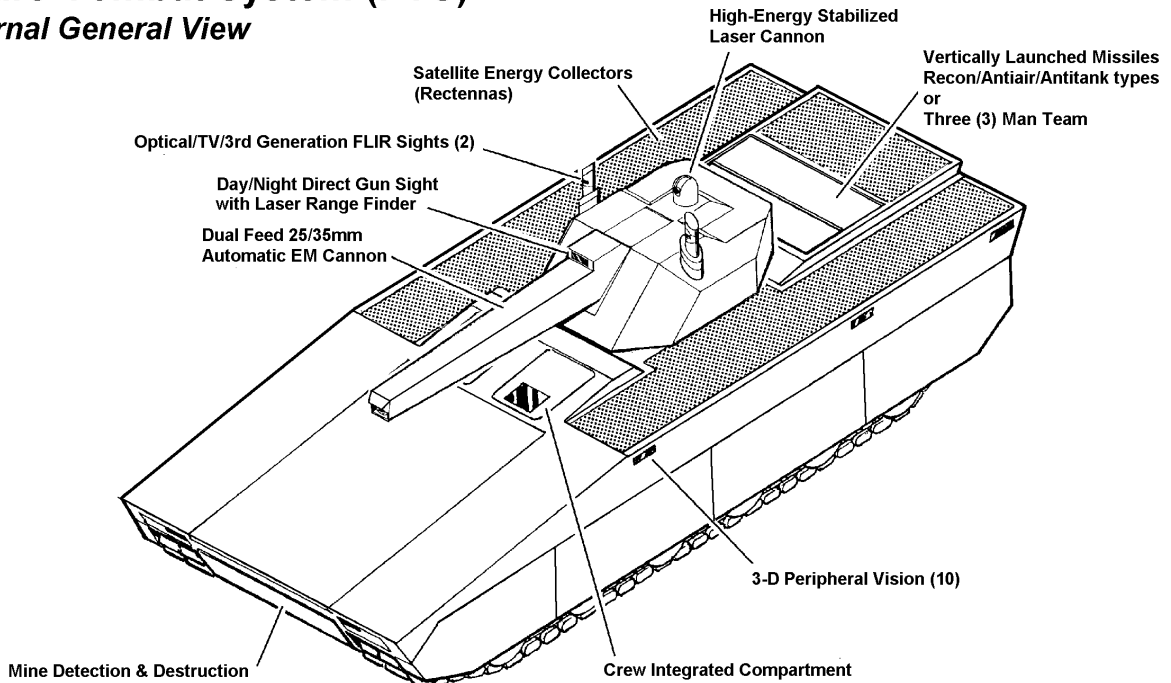 System
rnal General View
High-Energy Stabilized
Laser Cannon
Vertically Launched Missiles
Recon/Antiair/Antitank types
or
Three (3) Man Team
Satellite Energy Collectors
(Rectennas)
Optical/TV/3rd Generation FLIR Sights (2)
Day/Night Direct Gun Sight
with Laser Range Finder
Dual Feed 25/35mm
Automatic EM Cannon
3-D Peripheral Vision (10)
Mine Detection & Destruction
Crew Integrated Compartment